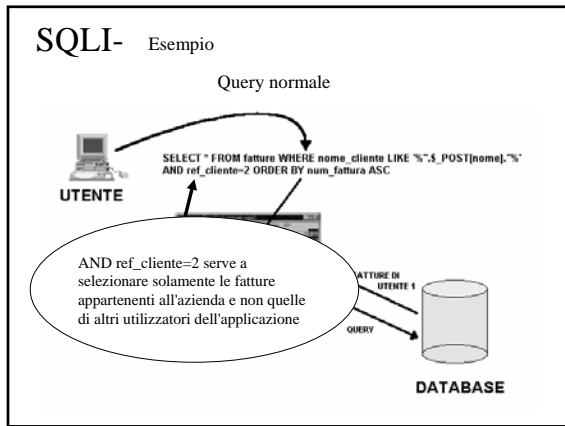 SQLI- Esempio
Query normale
SELECT * FROM fatture WHERE nome_cliente LIKE '%".$_POST[nome]."%'
AND ref_cliente=2 ORDER BY num_fattura ASC
UTENTE
AND ref_cliente=2 serve a
selezionare solamente le fatture
appartenenti all'azienda e non quelle
di altri utilizzatori dell'applicazione
FATTURE DI
UTENTE 1
QUERY
DATABASE